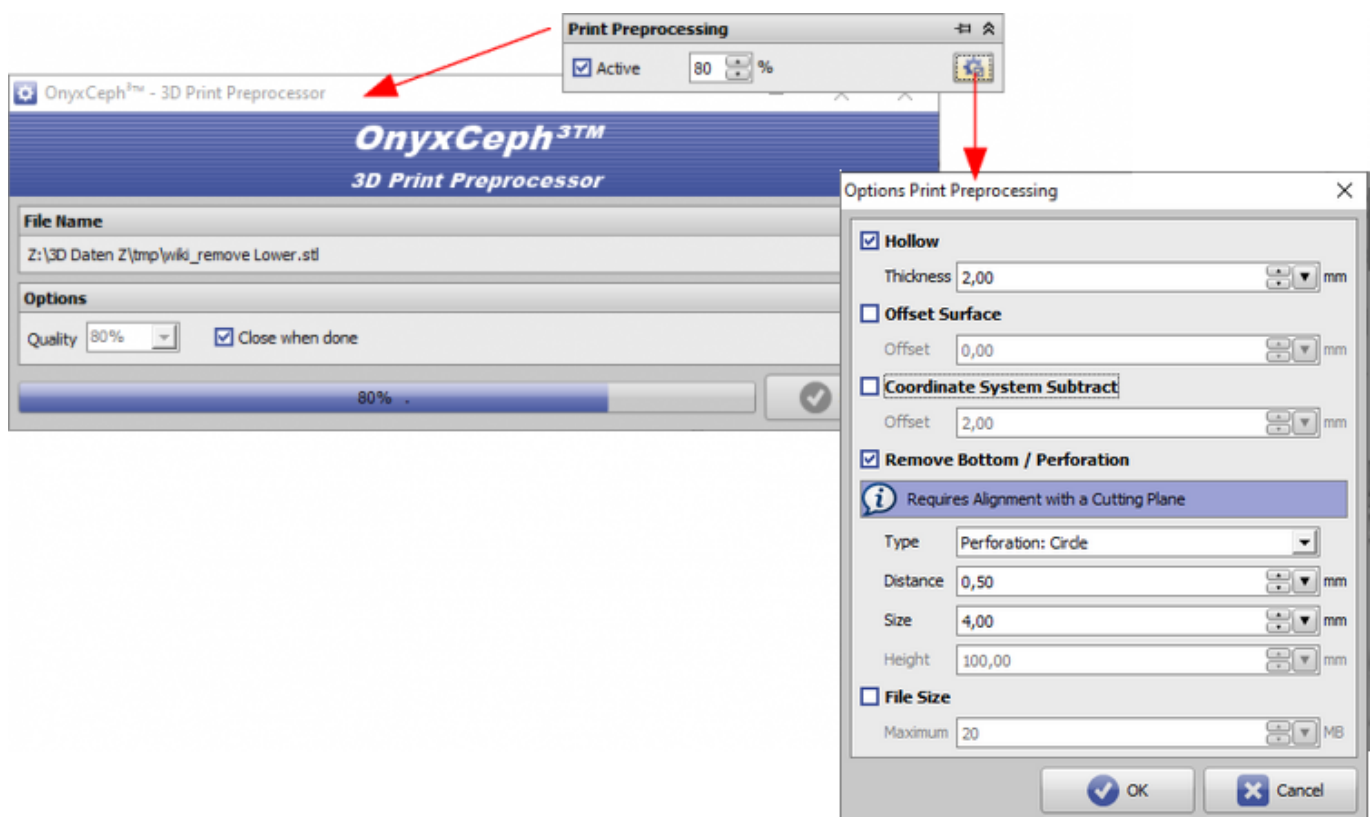 Print Preprocessing
Active 80 %
OnyxCeph³™ - 3D Print Preprocessor
OnyxCeph³TM
3D Print Preprocessor
File Name
Z:\3D Daten Z\tmp\wiki_remove Lower.stl
Options
Quality 80% Close when done
80% .
Options Print Preprocessing
Hollow
Thickness 2,00 mm
Offset Surface
Offset 0,00 mm
Coordinate System Subtract
Offset 2,00 mm
Remove Bottom / Perforation
Requires Alignment with a Cutting Plane
Type Perforation: Circle
Distance 0,50 mm
Size 4,00 mm
Height 100,00 mm
File Size
Maximum 20 MB
OK Cancel